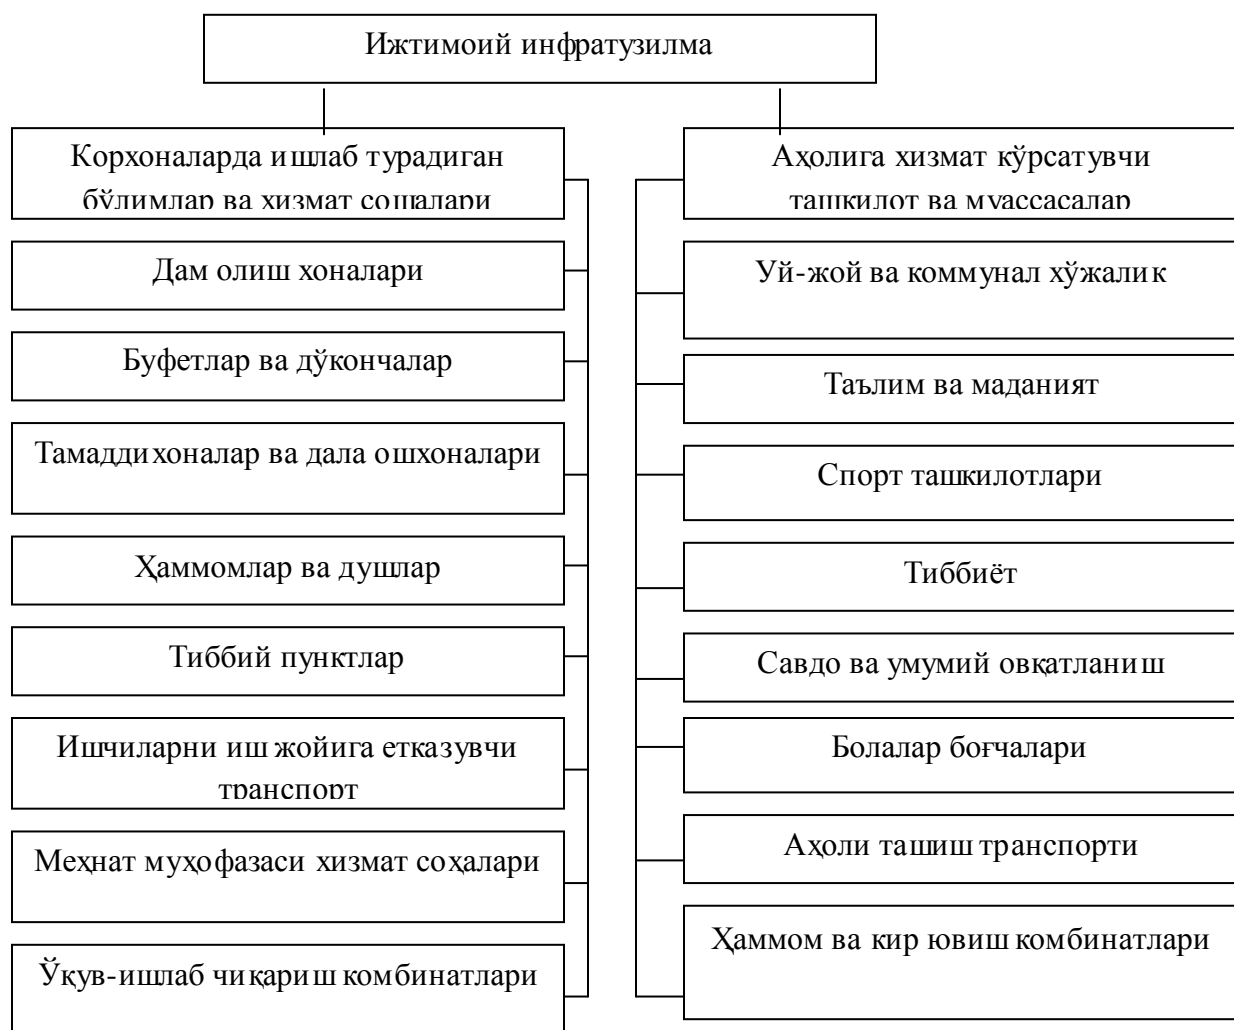 Ижтимоий инфратузилма
Корхоналарда ишлаб турадиган
бўлимлар ва хизмат сошалари
Дам олиш хоналари
Буфетлар ва дўкончалар
Тамаддихоналар ва дала ошхоналари
Ҳаммомлар ва душлар
Тиббий пунктлар
Ишчиларни иш жойига етказувчи
транспорт
Меҳнат муҳофазаси хизмат соҳалари
Ўқув-ишлаб чиқариш комбинатлари
Аҳолига хизмат кўрсатувчи
ташкилот ва муассасалар
Уй-жой ва коммунал хўжалик
Таълим ва маданият
Спорт ташкилотлари
Тиббиёт
Савдо ва умумий овқатланиш
Болалар боғчалари
Аҳоли ташиш транспорти
Ҳаммом ва кир ювиш комбинатлари